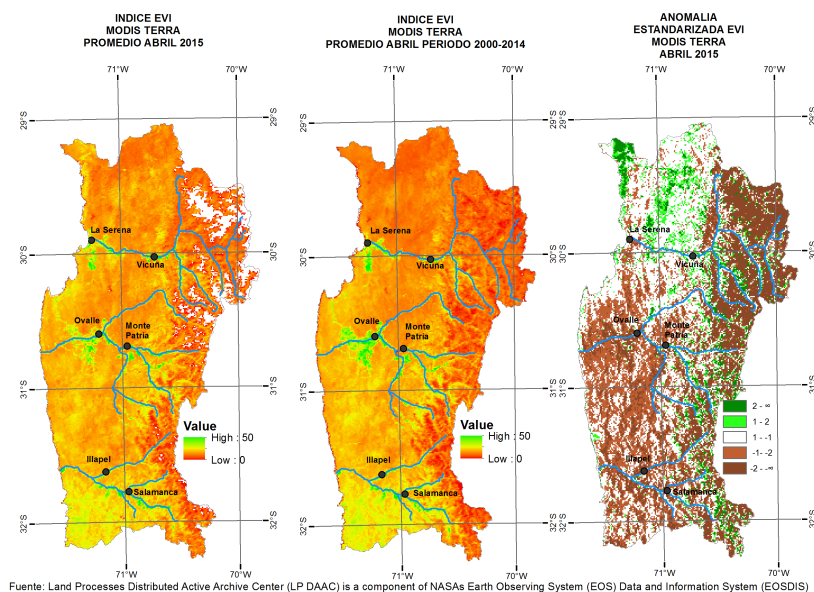 INDICE EVI
MODIS TERRA
PROMEDIO ABRIL 2015
71°W
70°W
29°S
29°S
La Serena
Vicuña
30°S
30°S
Ovalle
Monte
Patria
31°S
31°S
Value
High : 50
Low : 0
Illapel
Salamanca
32°S
32°S
71°W
70°W
INDICE EVI
MODIS TERRA
PROMEDIO ABRIL PERIODO 2000-2014
71°W
70°W
29°S
29°S
La Serena
Vicuña
30°S
30°S
Ovalle
Monte
Patria
31°S
31°S
Value
High : 50
Low : 0
Illapel
Salamanca
32°S
32°S
71°W
70°W
ANOMALIA
ESTANDARIZADA EVI
MODIS TERRA
ABRIL 2015
71°W
70°W
29°S
La Serena
Vicuña
30°S
Ovalle
Monte
Patria
31°S
2 - ∞
1 - 2
1 - -1
-1 - -2
-2 - -∞
Illapel
Salamanca
32°S
71°W
70°W
Fuente: Land Processes Distributed Active Archive Center (LP DAAC) is a component of NASAs Earth Observing System (EOS) Data and Information System (EOSDIS)